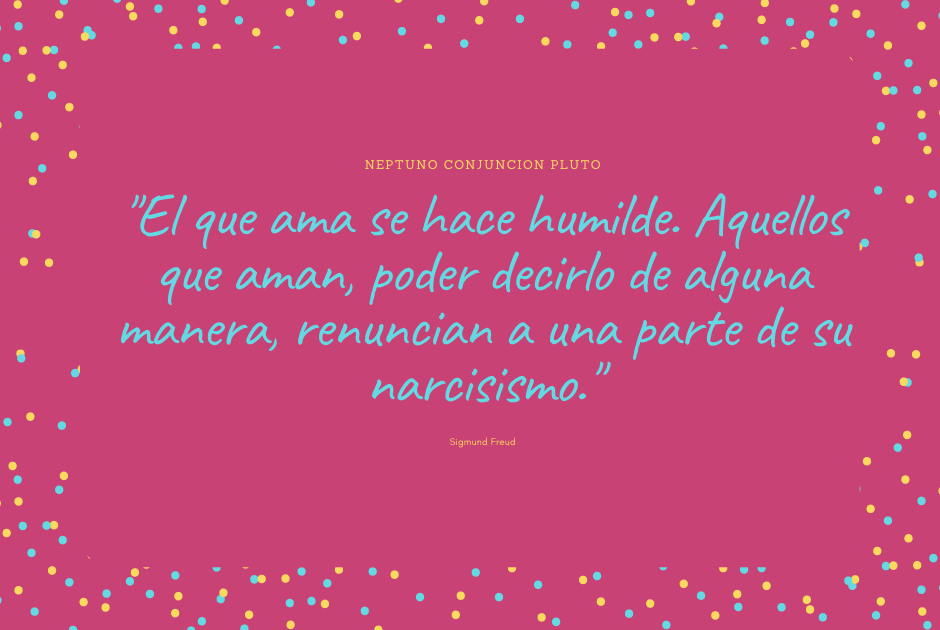 NEPTUNO CONJUNCION PLUTO
"El que ama se hace humilde. Aquellos
que aman, poder decirlo de alguna
manera, renuncian a una parte de su
narcisismo."
Sigmund Freud